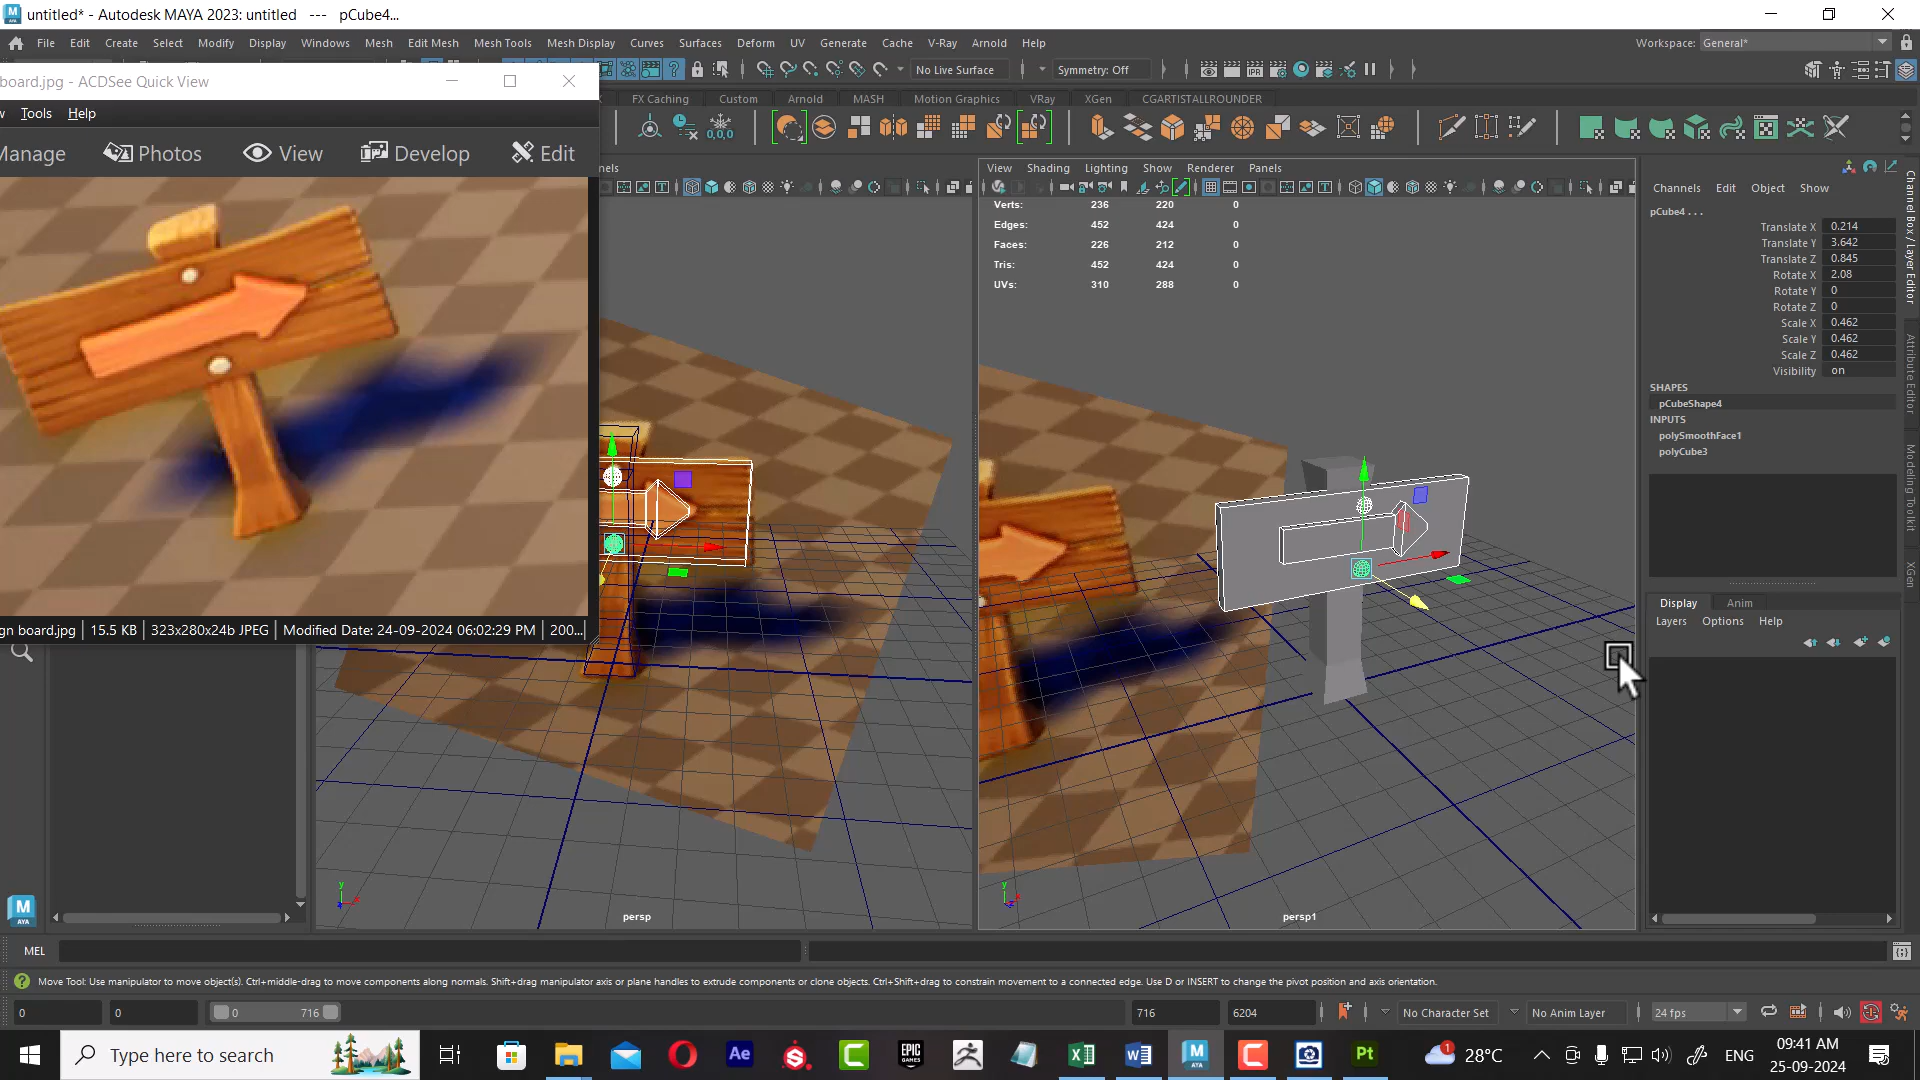 untitled* - Autodesk MAYA 2023: untitled --- pCube4...
File Edit Create Select Modify Display Windows Mesh Edit Mesh Mesh Tools Mesh Display Curves Surfaces Deform UV Generate Cache V-Ray Arnold Help
Workspace: General*
No Live Surface
Symmetry: Off
board.jpg - ACDSee Quick View
Tools Help
Photos View Develop Edit
FX Caching Custom Arnold MASH Motion Graphics VRay XGen CGARTISTALLROUNDER
View Shading Lighting Show Renderer Panels
Verts: 236 220 0
Edges: 452 424 0
Faces: 226 212 0
Tris: 452 424 0
UVs: 310 288 0
persp
persp1
Channels Edit Object Show
pCube4 . . .
Translate X 0.214
Translate Y 3.642
Translate Z 0.845
Rotate X 2.08
Rotate Y 0
Rotate Z 0
Scale X 0.462
Scale Y 0.462
Scale Z 0.462
Visibility on
SHAPES
pCubeShape4
INPUTS
polySmoothFace1
polyCube3
Display Anim
Layers Options Help
Channel Box / Layer Editor
Attribute Editor
Modeling Toolkit
XGen
gn board.jpg 15.5 KB 323x280x24b JPEG Modified Date: 24-09-2024 06:02:29 PM 200...
MEL
Move Tool: Use manipulator to move object(s). Ctrl+middle-drag to move components along normals. Shift+drag manipulator axis or plane handles to extrude components or clone objects. Ctrl+Shift+drag to constrain movement to a connected edge. Use D or INSERT to change the pivot position and axis orientation.
0 0 0 716 716 6204 No Character Set No Anim Layer 24 fps
Type here to search
28°C
ENG
09:41 AM
25-09-2024